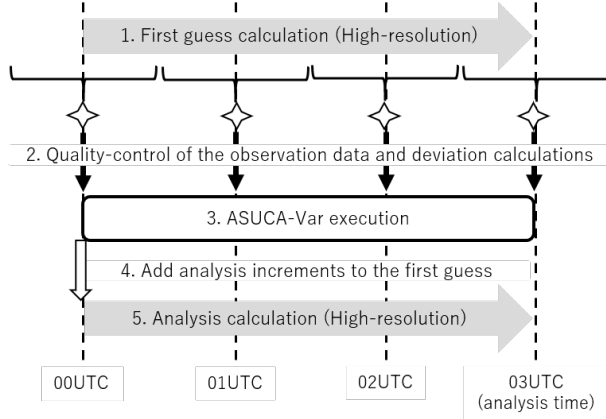 1. First guess calculation (High-resolution)
2. Quality-control of the observation data and deviation calculations
3. ASUCA-Var execution
4. Add analysis increments to the first guess
5. Analysis calculation (High-resolution)
00UTC
01UTC
02UTC
03UTC
(analysis time)